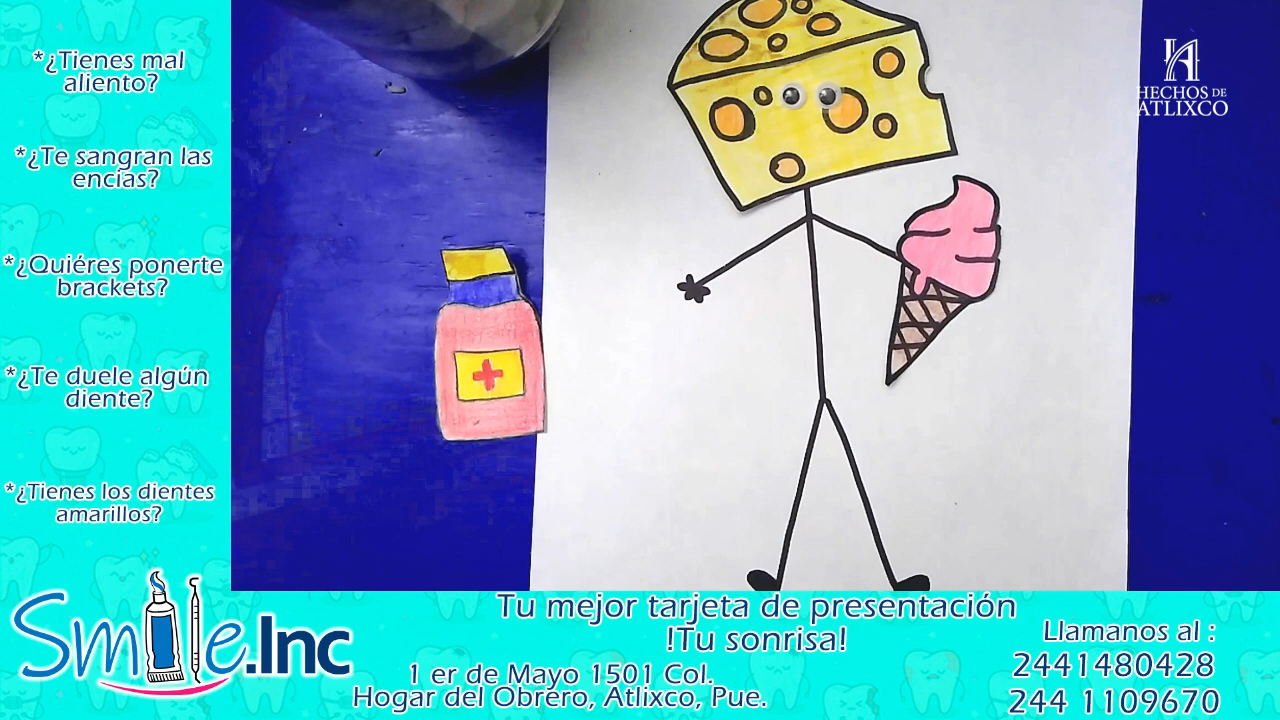 *¿Tienes mal
aliento?
*¿Te sangran las
encías?
*¿Quiéres ponerte
brackets?
*¿Te duele algún
diente?
*¿Tienes los dientes
amarillos?
HECHOS DE
ATLIXCO
Smile.Inc
Tu mejor tarjeta de presentación
!Tu sonrisa!
1 er de Mayo 1501 Col.
Hogar del Obrero, Atlixco, Pue.
Llamanos al :
2441480428
244 1109670